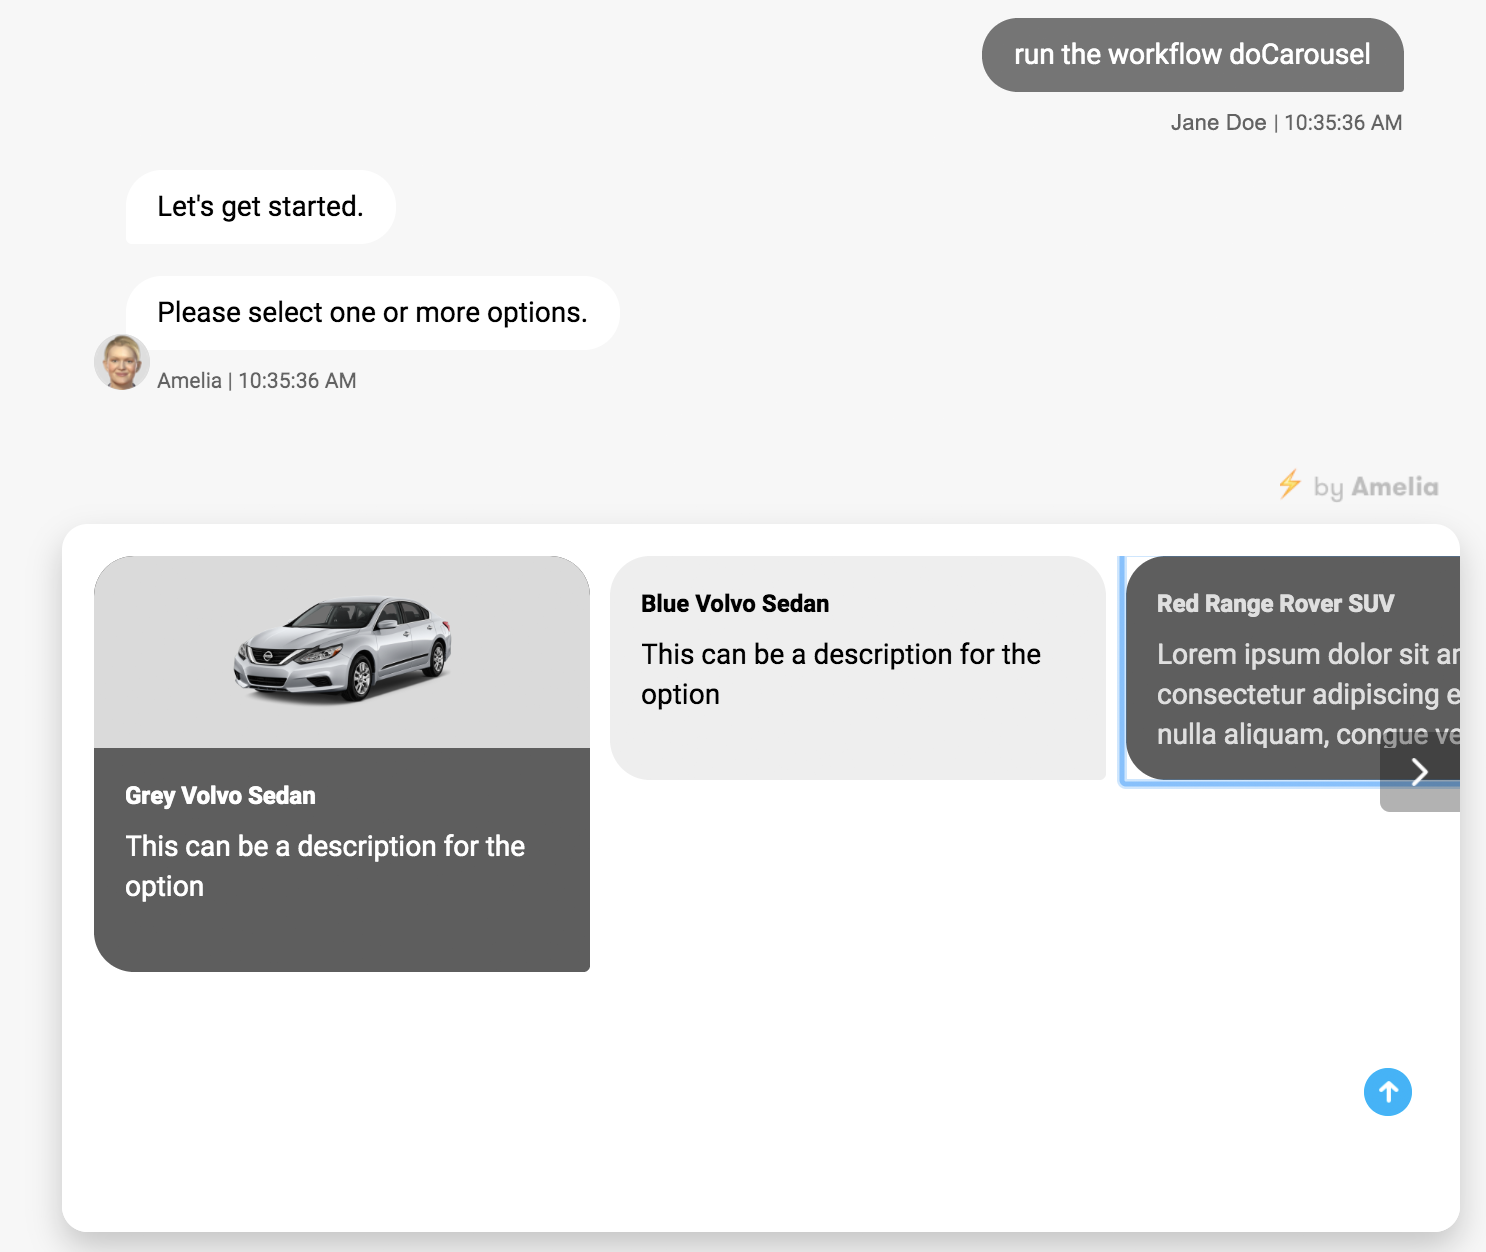 run the workflow doCarousel
Jane Doe | 10:35:36 AM
Let's get started.
Please select one or more options.
Amelia | 10:35:36 AM
by Amelia
Grey Volvo Sedan
This can be a description for the
option
Blue Volvo Sedan
This can be a description for the
option
Red Range Rover SUV
Lorem ipsum dolor sit
consectetur adipiscing
nulla aliquam, congue